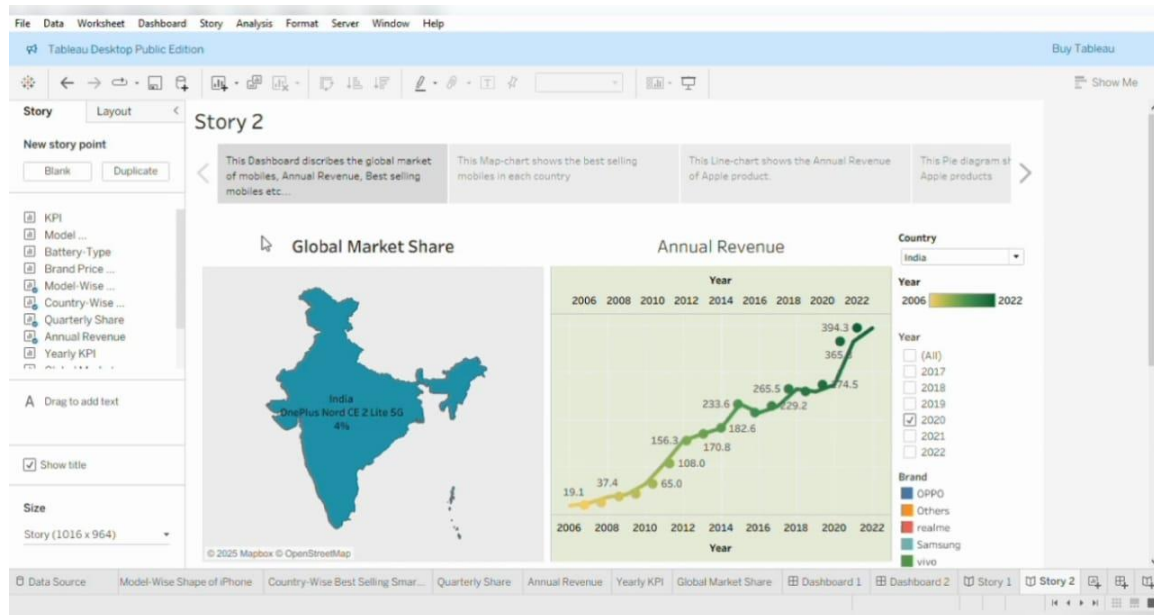 File Data Worksheet Dashboard Story Analysis Format Server Window Help
Tableau Desktop Public Edition
Buy Tableau
Show Me
Story Layout
New story point
Blank Duplicate
KPI
Model ...
Battery-Type
Brand Price ...
Model-Wise ...
Country-Wise ...
Quarterly Share
Annual Revenue
Yearly KPI
A Drag to add text
Show title
Size
Story (1016 x 964)
Story 2
This Dashboard discribes the global market
of mobiles, Annual Revenue, Best selling
mobiles etc...
This Map-chart shows the best selling
mobiles in each country
This Line-chart shows the Annual Revenue
of Apple product.
This Pie diagram sh
Apple products
Global Market Share
India
OnePlus Nord CE 2 Lite 5G
4%
© 2025 Mapbox © OpenStreetMap
Annual Revenue
Year
2006 2008 2010 2012 2014 2016 2018 2020 2022
394.3
265.5
233.6
229.2
182.6
156.3
170.8
108.0
37.4
65.0
19.1
2006 2008 2010 2012 2014 2016 2018 2020 2022
Year
Country
India
Year
2006 2022
Year
(All)
2017
2018
2019
2020
2021
2022
Brand
OPPO
Others
realme
Samsung
vivo
Data Source Model-Wise Shape of iPhone Country-Wise Best Selling Smar... Quarterly Share Annual Revenue Yearly KPI Global Market Share Dashboard 1 Dashboard 2 Story 1 Story 2